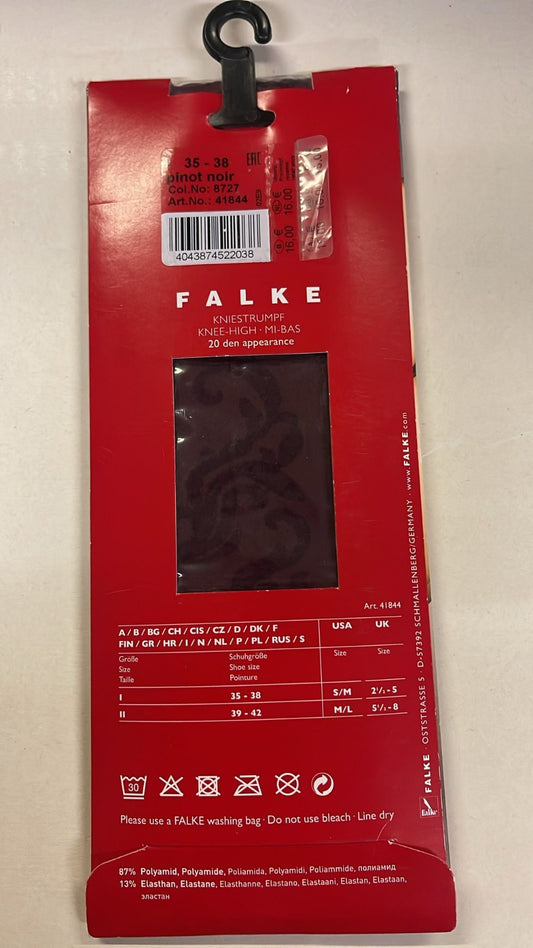 35 - 38
EAC
pinot noir
Col.No: 8727
Art.No.: 41844
16.00
16.00
4043874522038
FALKE
KNIESTRUMPF
KNEE-HIGH · MI-BAS
20 den appearance
Art. 41844
A / B / BG / CH / CIS / CZ / D / DK / F
FIN / GR / HR / I / N / NL / P / PL / RUS / S
USA UK
Größe Schuhgröße Size Size
Size Shoe size
Taille Pointure
I 35 - 38 S/M 2½ - 5
II 39 - 42 M/L 5½ - 8
30
Please use a FALKE washing bag · Do not use bleach · Line dry
FALKE · OSTSTRASSE 5 · D-57392 SCHMALLENBERG/GERMANY · www.FALKE.com
Falke
87% Polyamid, Polyamide, Poliamida, Polyamidi, Poliammide, полиамид
13% Elasthan, Elastane, Elasthanne, Elastano, Elastaani, Elastan, Elastaan,
эластан